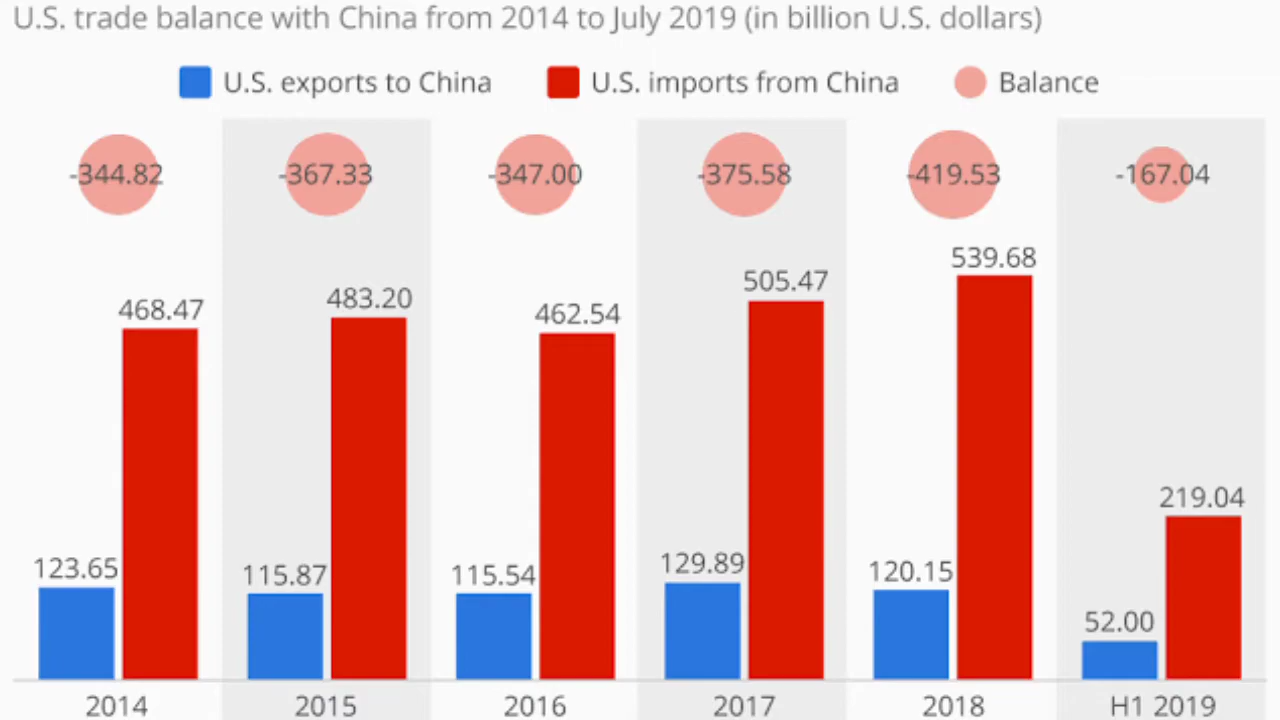 U.S. trade balance with China from 2014 to July 2019 (in billion U.S. dollars)
U.S. exports to China U.S. imports from China Balance
-344.82 -367.33 -347.00 -375.58 -419.53 -167.04
539.68
505.47
483.20
468.47
462.54
219.04
129.89
123.65
120.15
115.87 115.54
52.00
2014 2015 2016 2017 2018 H1 2019